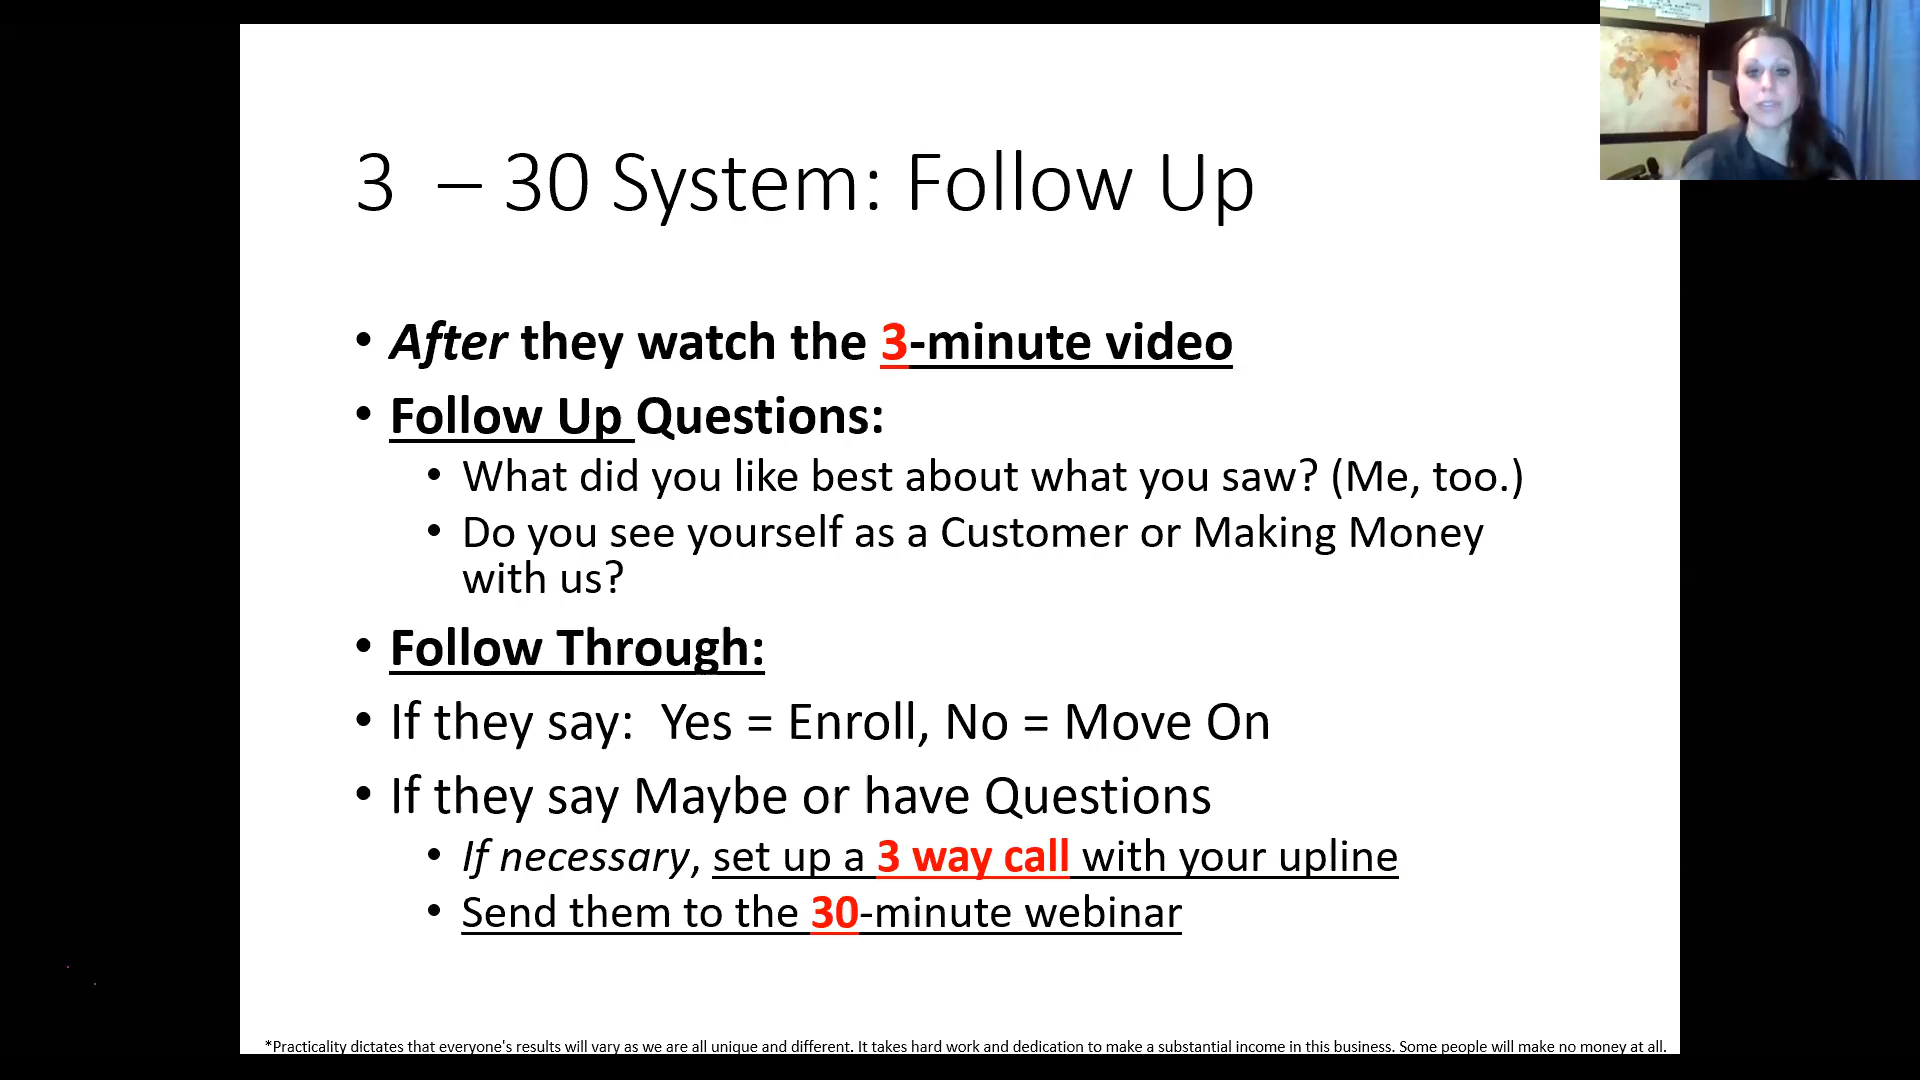 3 – 30 System: Follow Up
• After they watch the 3-minute video
• Follow Up Questions:
• What did you like best about what you saw? (Me, too.)
• Do you see yourself as a Customer or Making Money
with us?
• Follow Through:
• If they say: Yes = Enroll, No = Move On
• If they say Maybe or have Questions
• If necessary, set up a 3 way call with your upline
• Send them to the 30-minute webinar
*Practicality dictates that everyone's results will vary as we are all unique and different. It takes hard work and dedication to make a substantial income in this business. Some people will make no money at all.